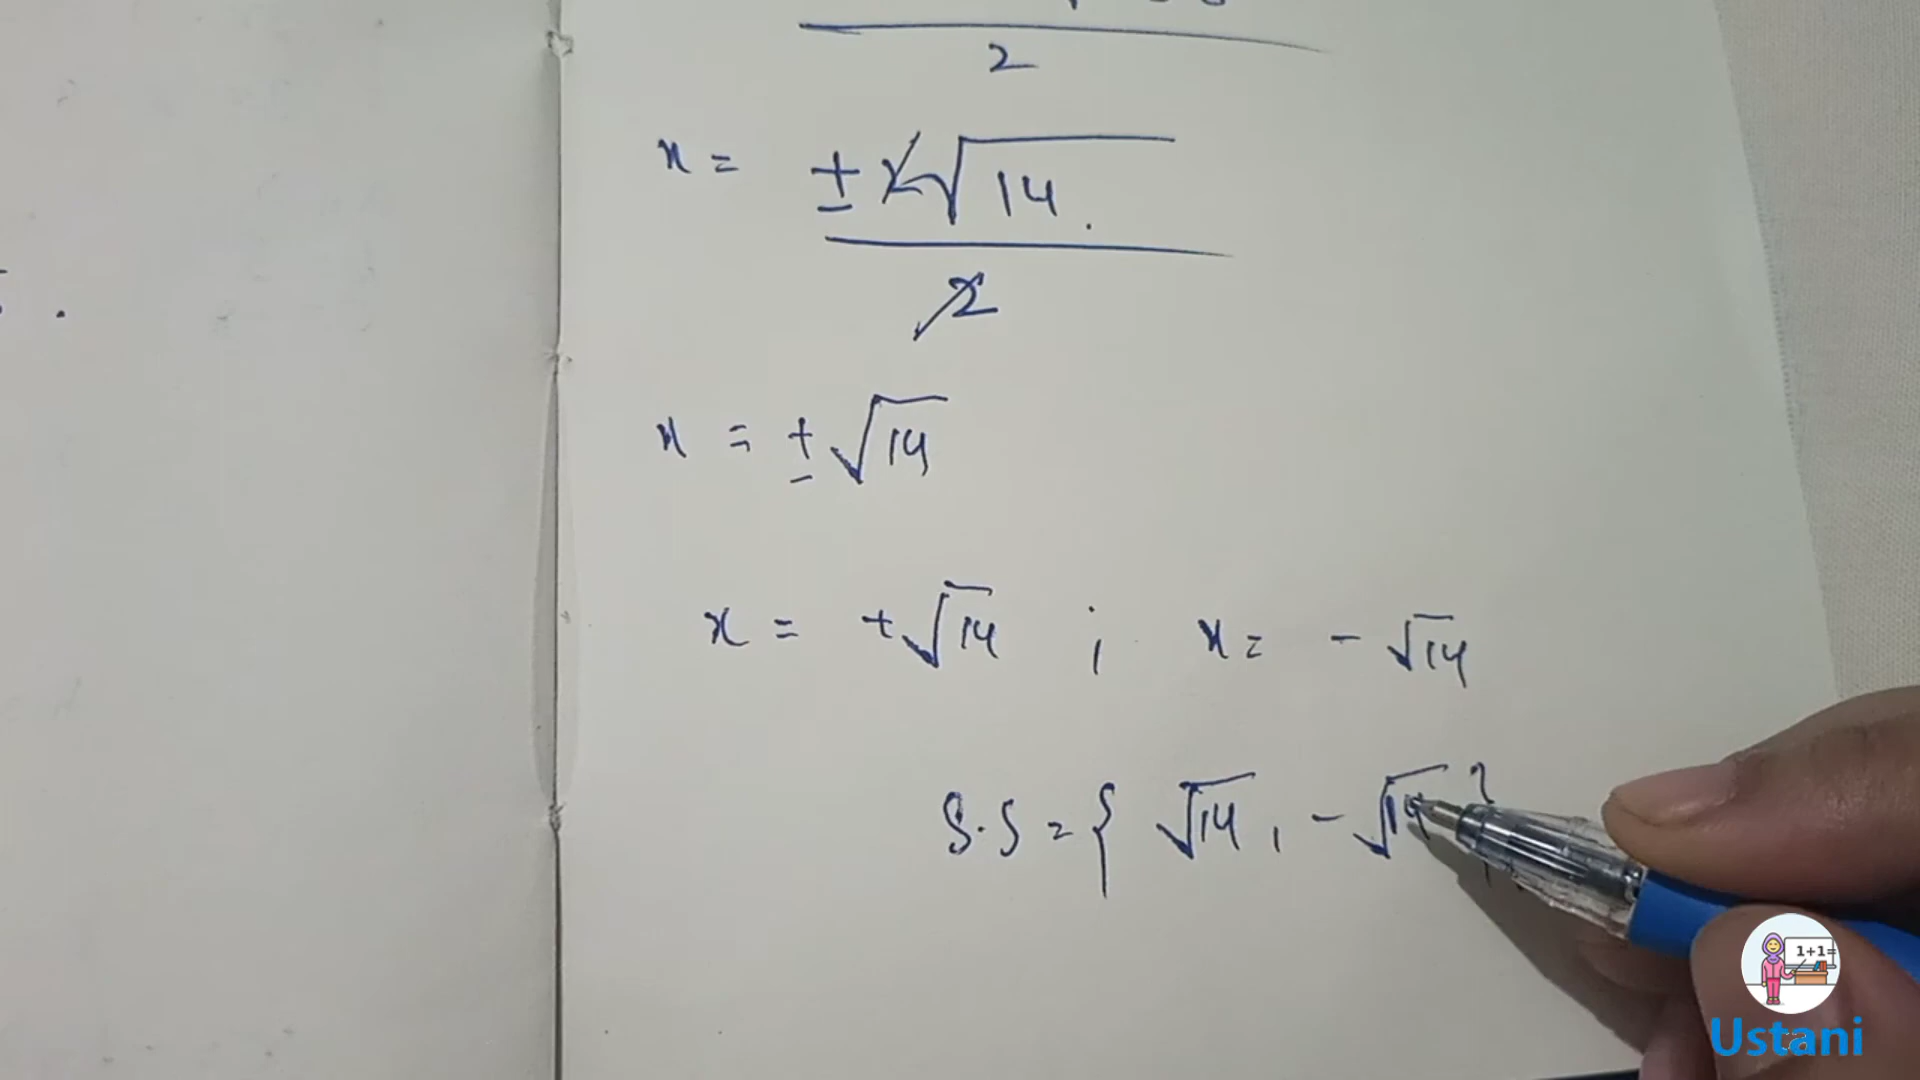 2
x = ± 2√14
2
x = ± √14
x = +√14 ; x = - √14
S.S = { √14 , - √14 }
1+1=
Ustani